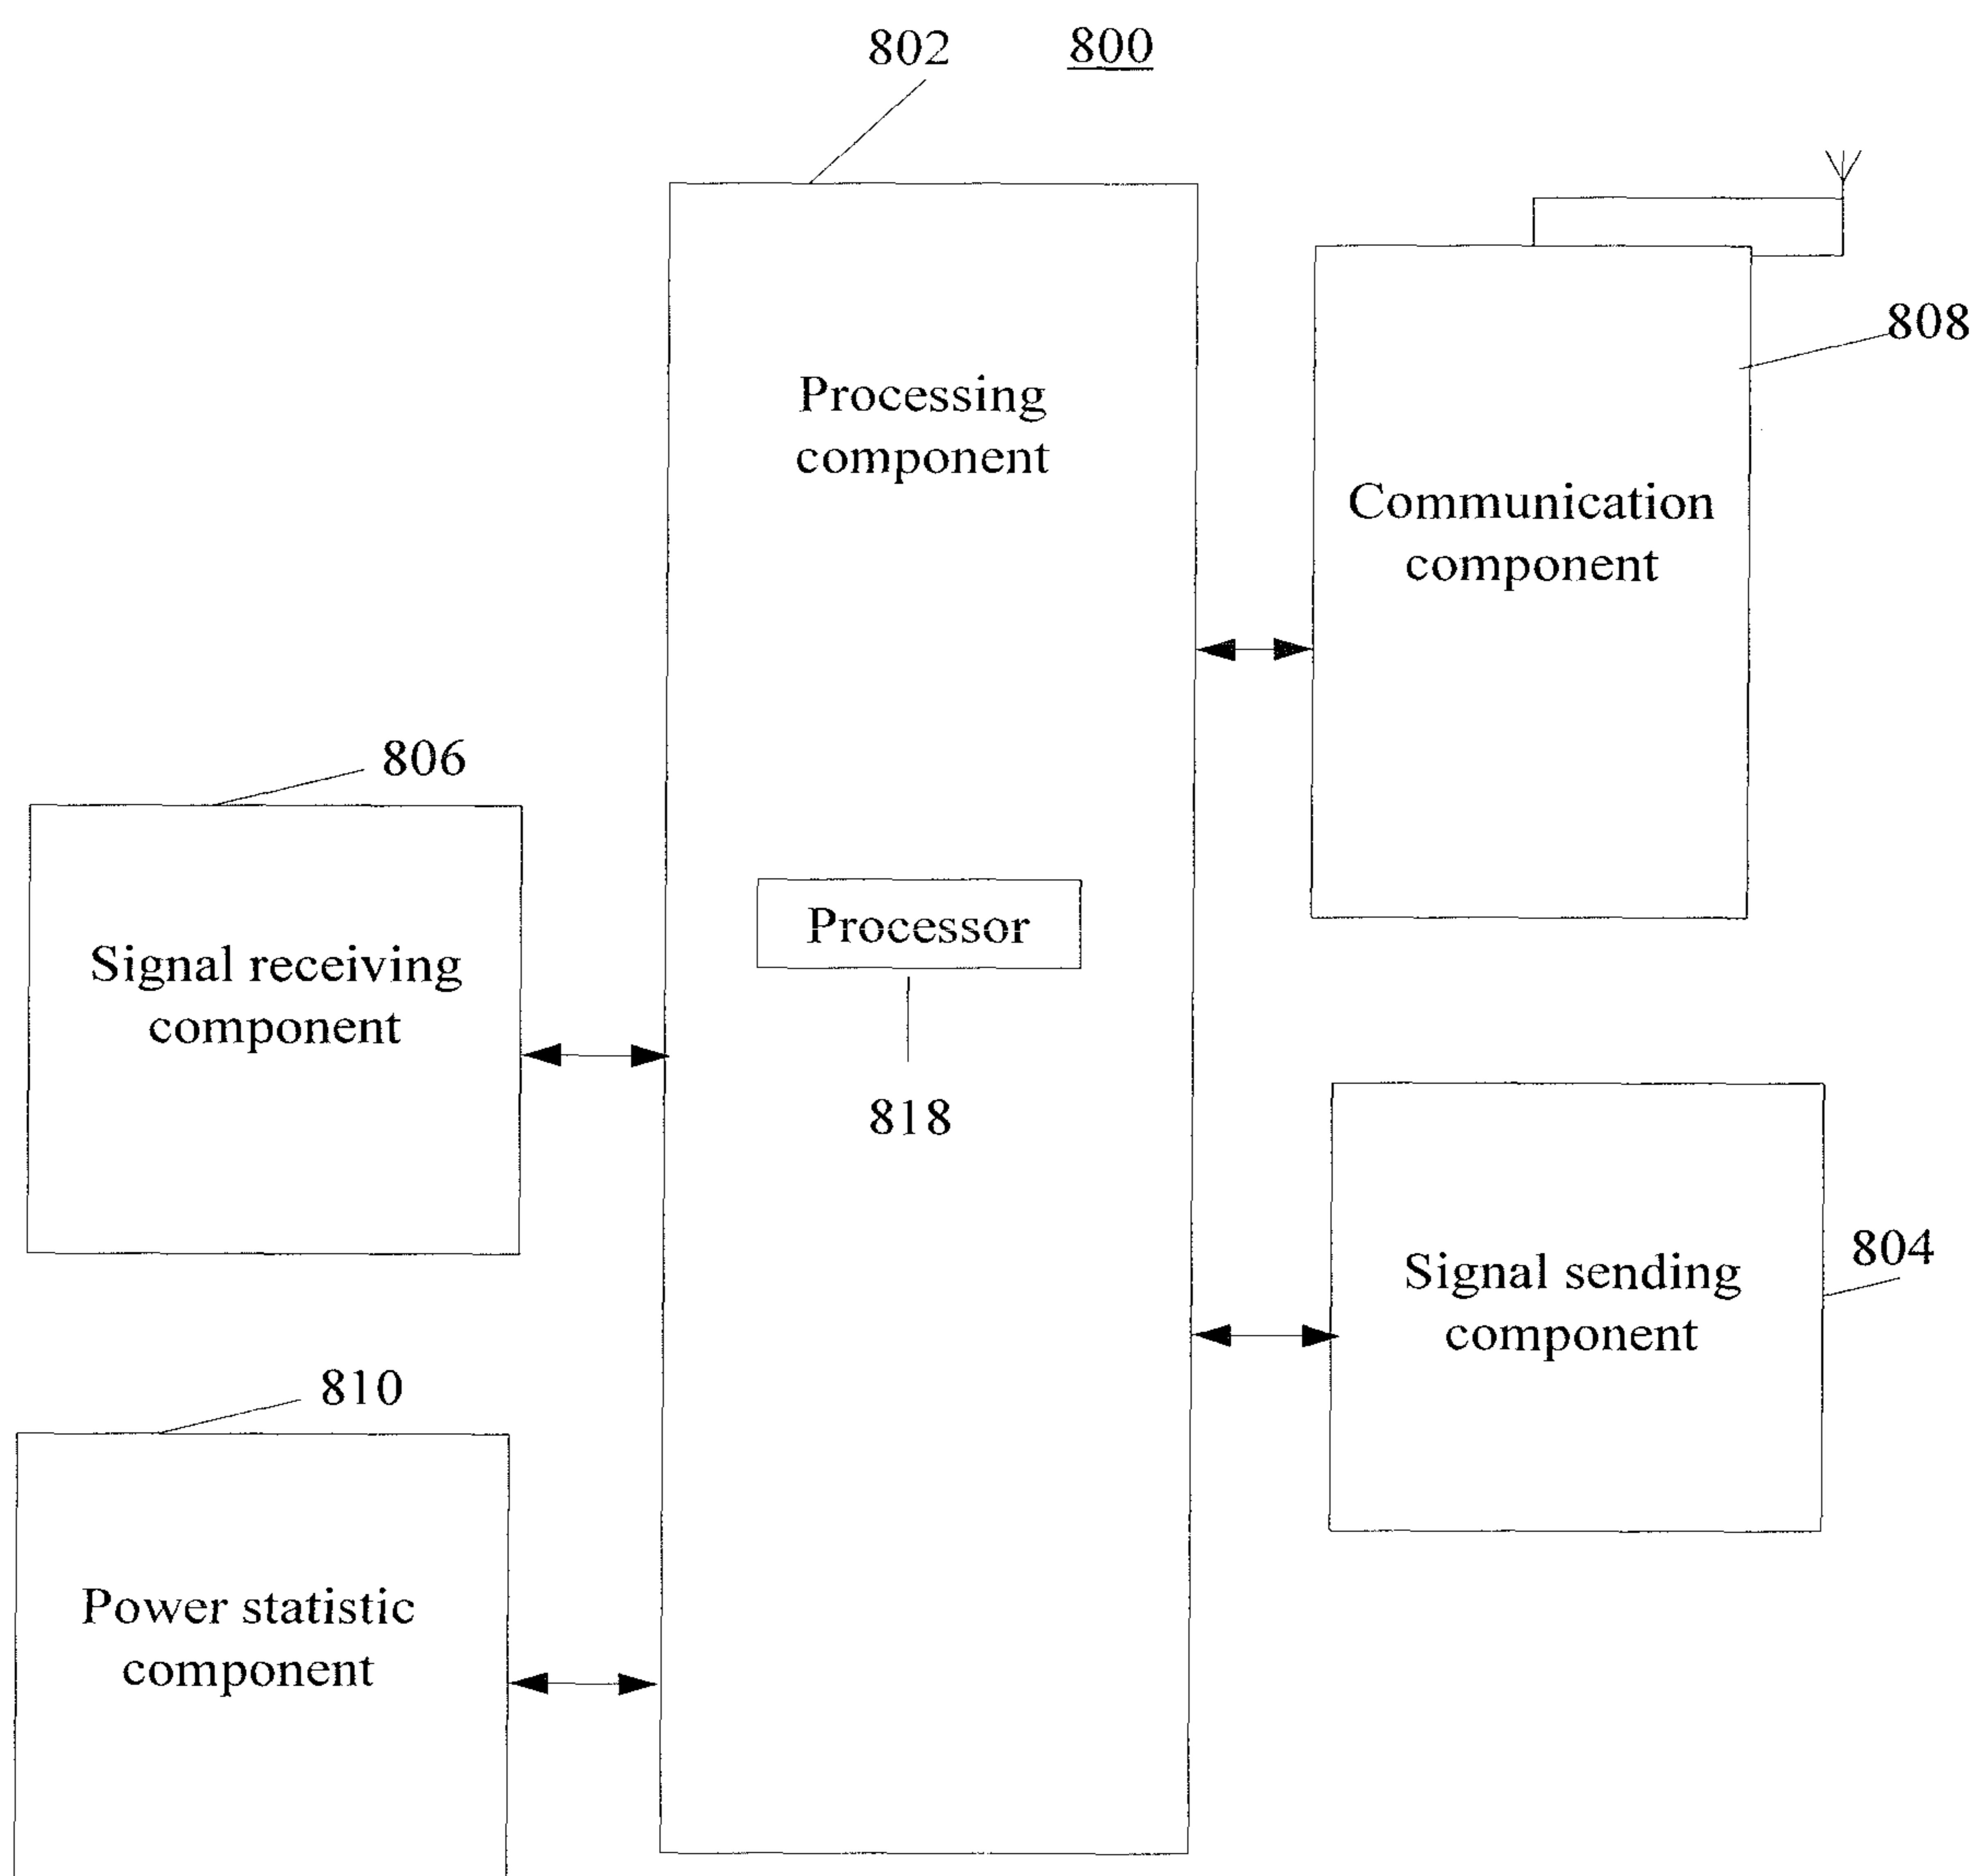 802
800
808
Processing
component
Communication
component
806
Processor
Signal receiving
component
818
804
Signal sending
component
810
Power statistic
component